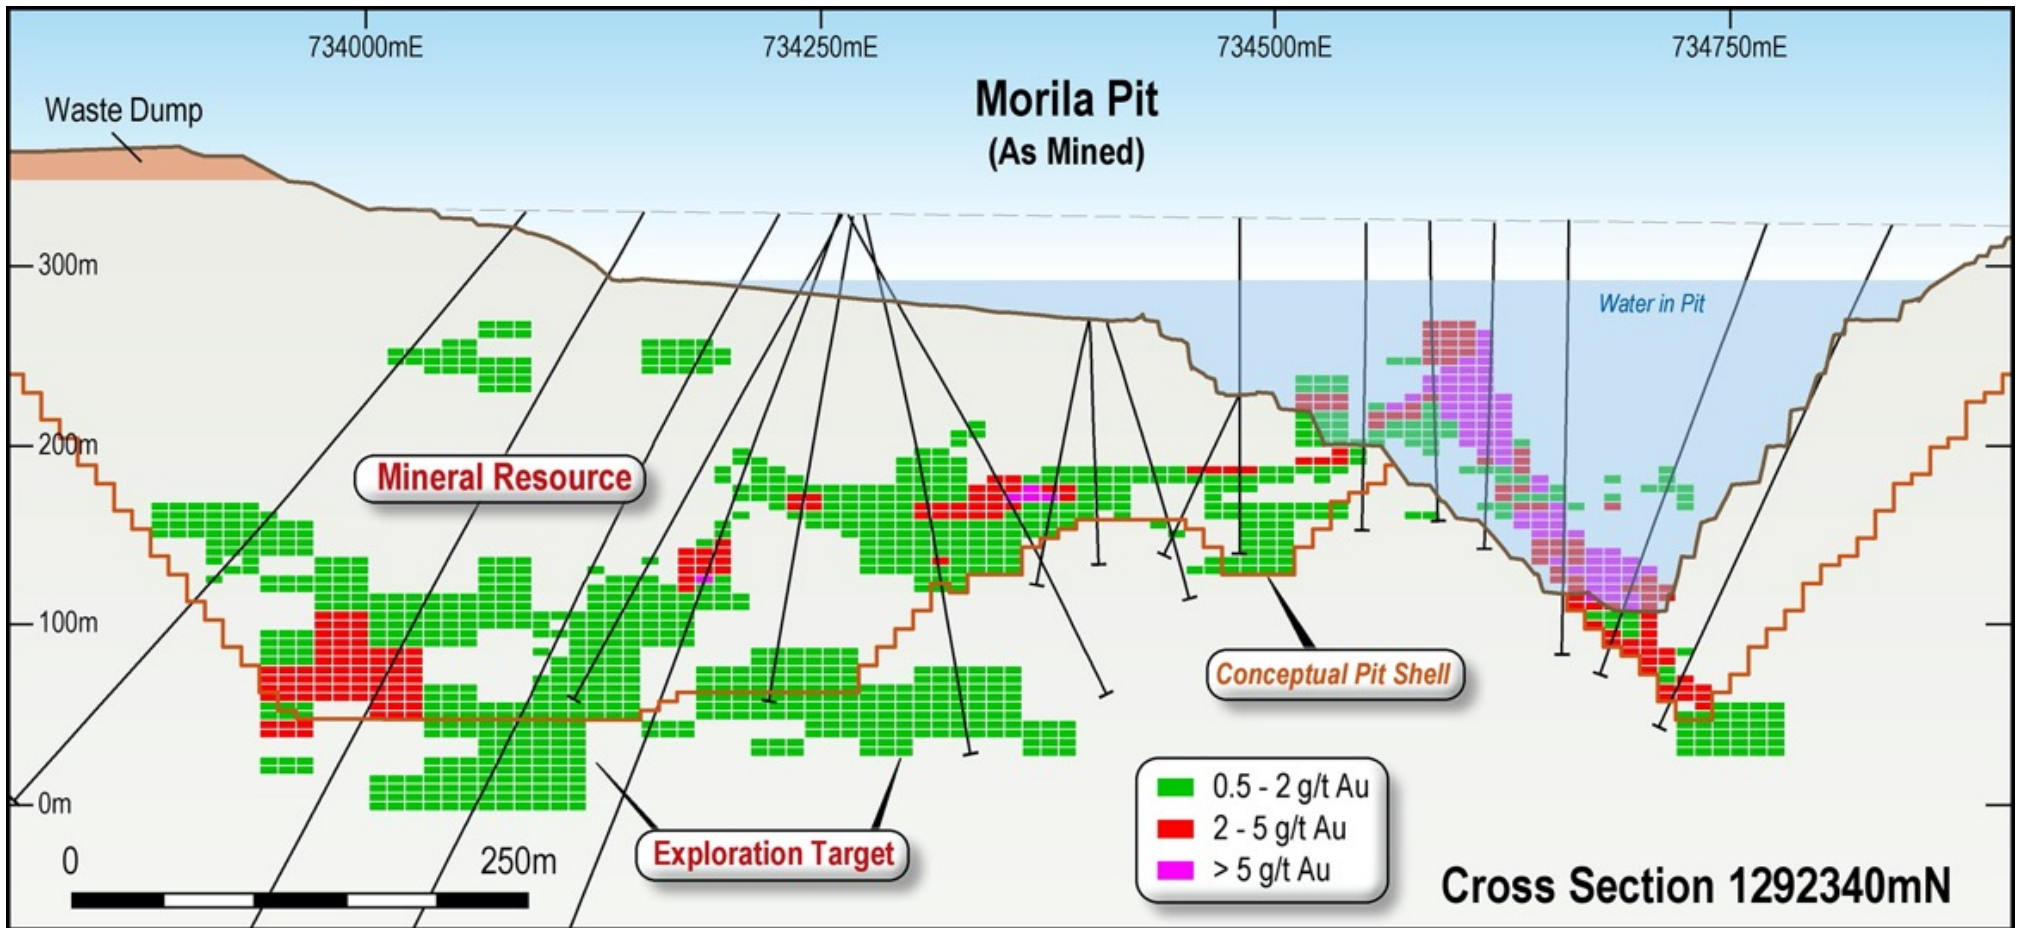 734000mE
734250mE
734500mE
734750mE
Morila Pit
(As Mined)
Waste Dump
300m
Water in Pit
200m
Mineral Resource
100m
Conceptual Pit Shell
0m
0.5 - 2 g/t Au
2 - 5 g/t Au
> 5 g/t Au
Exploration Target
0
250m
Cross Section 1292340mN